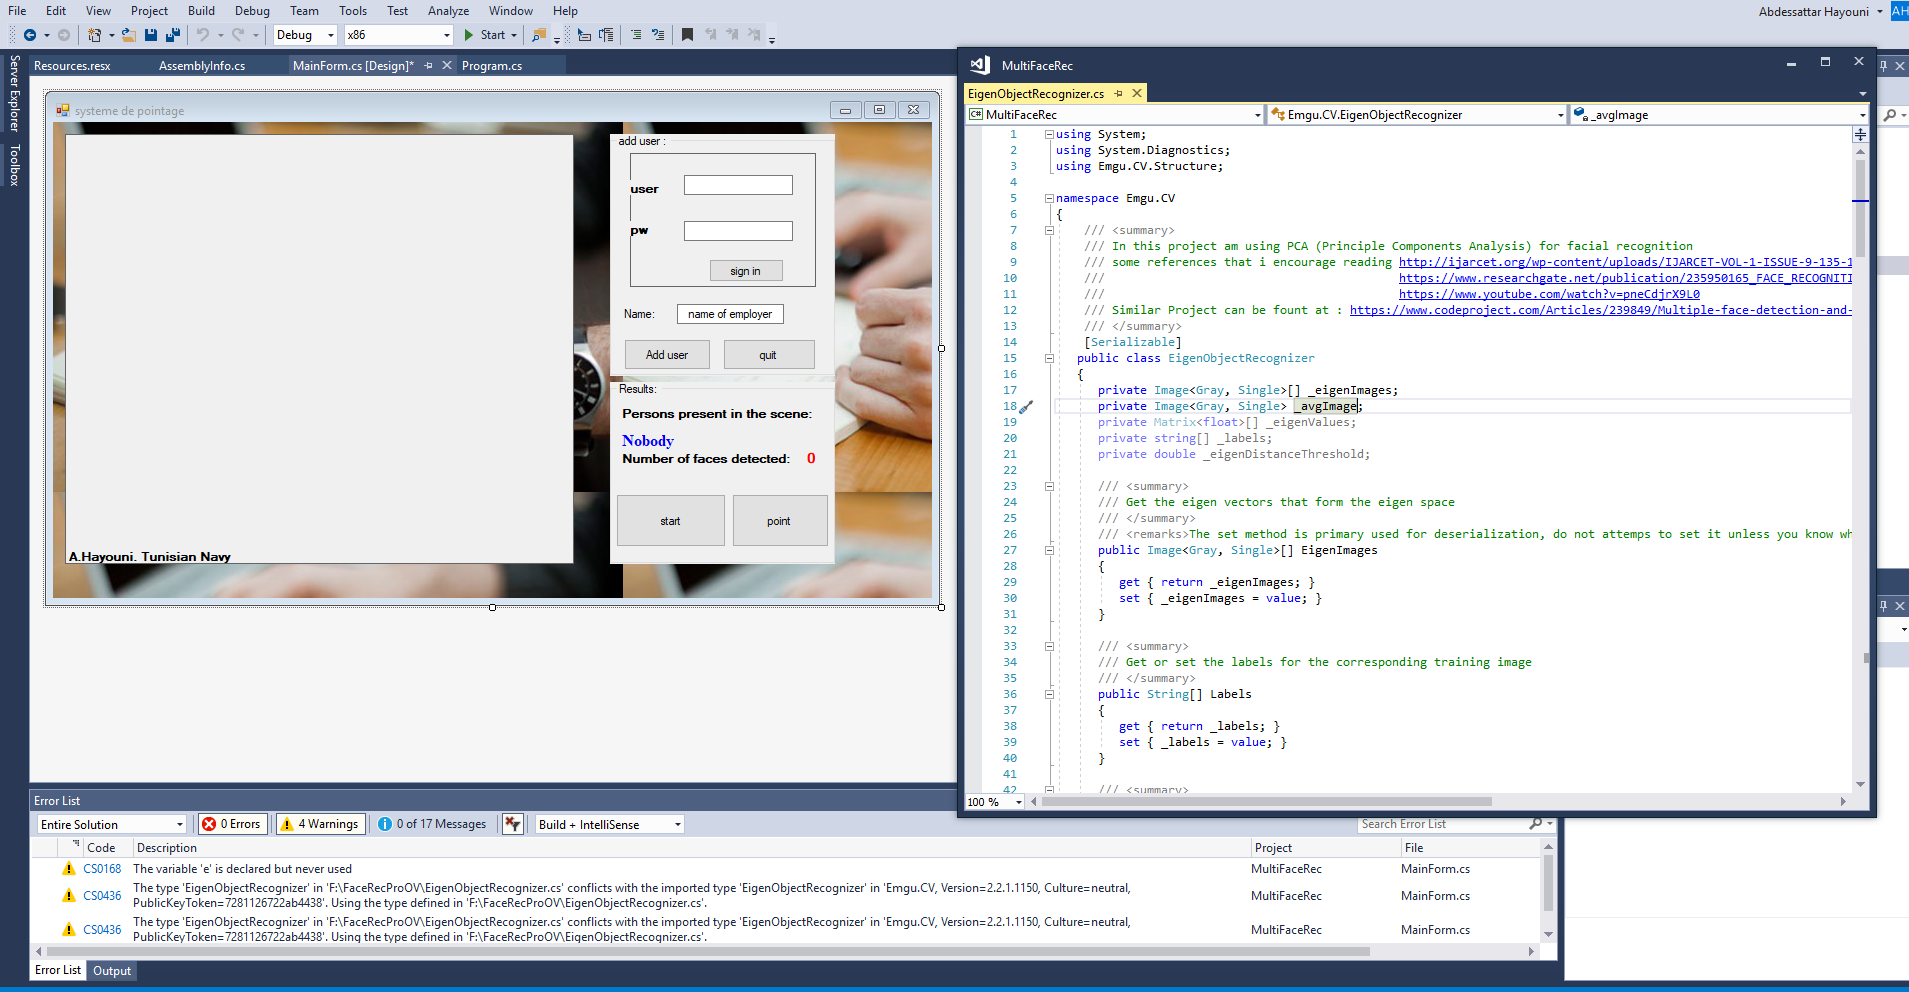 File Edit View Project Build Debug Team Tools Test Analyze Window Help
Abdessattar Hayouni AH
Debug x86 Start
Server Explorer
Toolbox
Resources.resx AssemblyInfo.cs MainForm.cs [Design]* Program.cs
systeme de pointage
add user :
user
pw
sign in
Name: name of employer
Add user quit
Results:
Persons present in the scene:
Nobody
Number of faces detected: 0
start point
A.Hayouni. Tunisian Navy
MultiFaceRec
EigenObjectRecognizer.cs
C# MultiFaceRec Emgu.CV.EigenObjectRecognizer _avgImage
1 using System;
2 using System.Diagnostics;
3 using Emgu.CV.Structure;
4
5 namespace Emgu.CV
6 {
7 /// <summary>
8 /// In this project am using PCA (Principle Components Analysis) for facial recognition
9 /// some references that i encourage reading http://ijarcet.org/wp-content/uploads/IJARCET-VOL-1-ISSUE-9-135-1
10 /// https://www.researchgate.net/publication/235950165_FACE_RECOGNITI
11 /// https://www.youtube.com/watch?v=pneCdjrX9L0
12 /// Similar Project can be fount at : https://www.codeproject.com/Articles/239849/Multiple-face-detection-and-
13 /// </summary>
14 [Serializable]
15 public class EigenObjectRecognizer
16 {
17 private Image<Gray, Single>[] _eigenImages;
18 private Image<Gray, Single> _avgImage;
19 private Matrix<float>[] _eigenValues;
20 private string[] _labels;
21 private double _eigenDistanceThreshold;
22
23 /// <summary>
24 /// Get the eigen vectors that form the eigen space
25 /// </summary>
26 /// <remarks>The set method is primary used for deserialization, do not attemps to set it unless you know wh
27 public Image<Gray, Single>[] EigenImages
28 {
29 get { return _eigenImages; }
30 set { _eigenImages = value; }
31 }
32
33 /// <summary>
34 /// Get or set the labels for the corresponding training image
35 /// </summary>
36 public String[] Labels
37 {
38 get { return _labels; }
39 set { _labels = value; }
40 }
41
42 /// <summary>
100 %
Error List
Entire Solution 0 Errors 4 Warnings 0 of 17 Messages Build + IntelliSense Search Error List
Code Description Project File
CS0168 The variable 'e' is declared but never used MultiFaceRec MainForm.cs
CS0436 The type 'EigenObjectRecognizer' in 'F:\FaceRecProOV\EigenObjectRecognizer.cs' conflicts with the imported type 'EigenObjectRecognizer' in 'Emgu.CV, Version=2.2.1.1150, Culture=neutral,
PublicKeyToken=7281126722ab4438'. Using the type defined in 'F:\FaceRecProOV\EigenObjectRecognizer.cs'. MultiFaceRec MainForm.cs
CS0436 The type 'EigenObjectRecognizer' in 'F:\FaceRecProOV\EigenObjectRecognizer.cs' conflicts with the imported type 'EigenObjectRecognizer' in 'Emgu.CV, Version=2.2.1.1150, Culture=neutral,
PublicKeyToken=7281126722ab4438'. Using the type defined in 'F:\FaceRecProOV\EigenObjectRecognizer.cs'. MultiFaceRec MainForm.cs
Error List Output